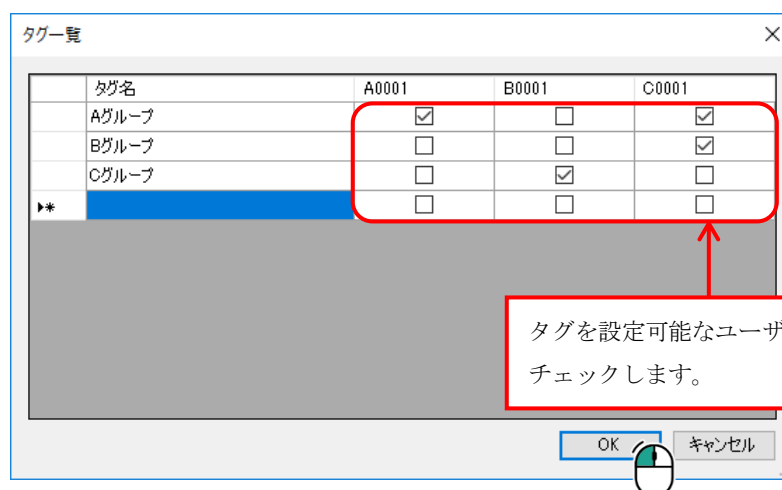 タグ一覧
タグ名 A0001 B0001 C0001
Aグループ
Bグループ
Cグループ
タグを設定可能なユーザ
チェックします。
OK キャンセル